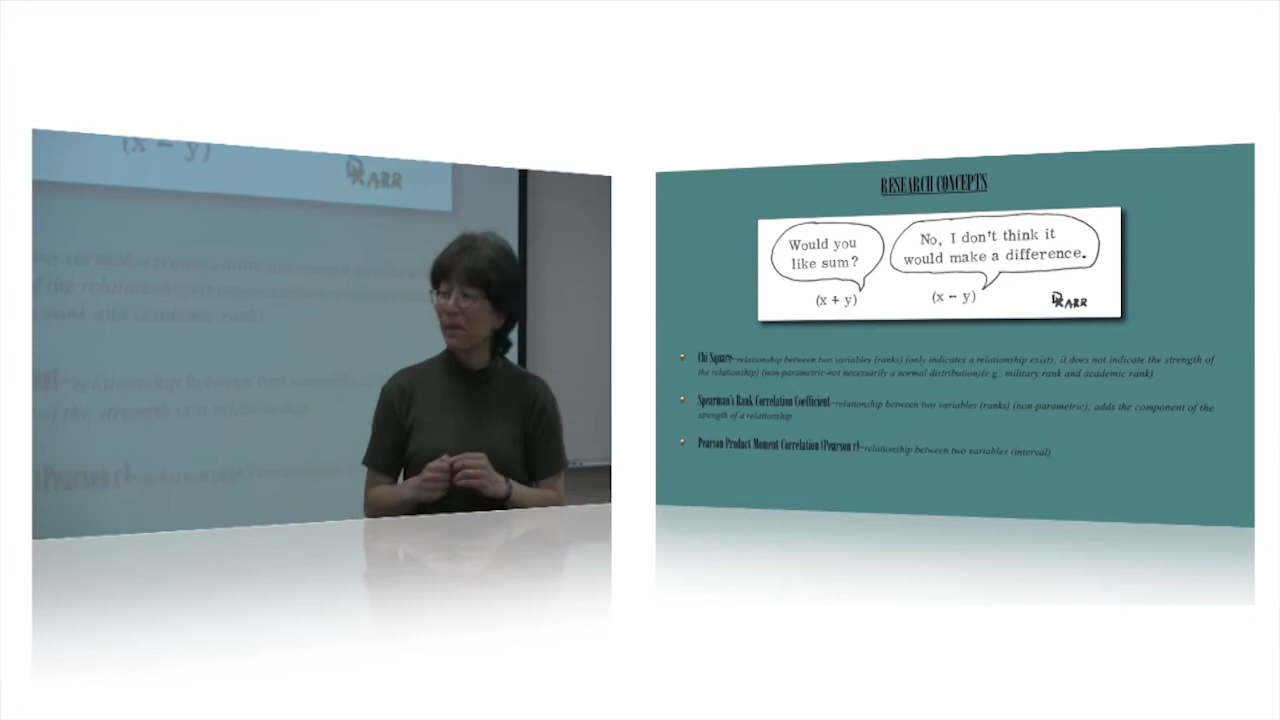 (x - y)
DKARR
RESEARCH CONCEPTS
Would you
like sum?
No, I don't think it
would make a difference.
(x + y)
(x - y)
DKARR
Chi Square--relationship between two variables (ranks) (only indicates a relationship exists, it does not indicate the strength of
the relationship) (non-parametric-not necessarily a normal distribution)(e.g., military rank and academic rank)
Spearman's Rank Correlation Coefficient--relationship between two variables (ranks) (non-parametric); adds the component of the
strength of a relationship
Pearson Product Moment Correlation (Pearson r)--relationship between two variables (interval)